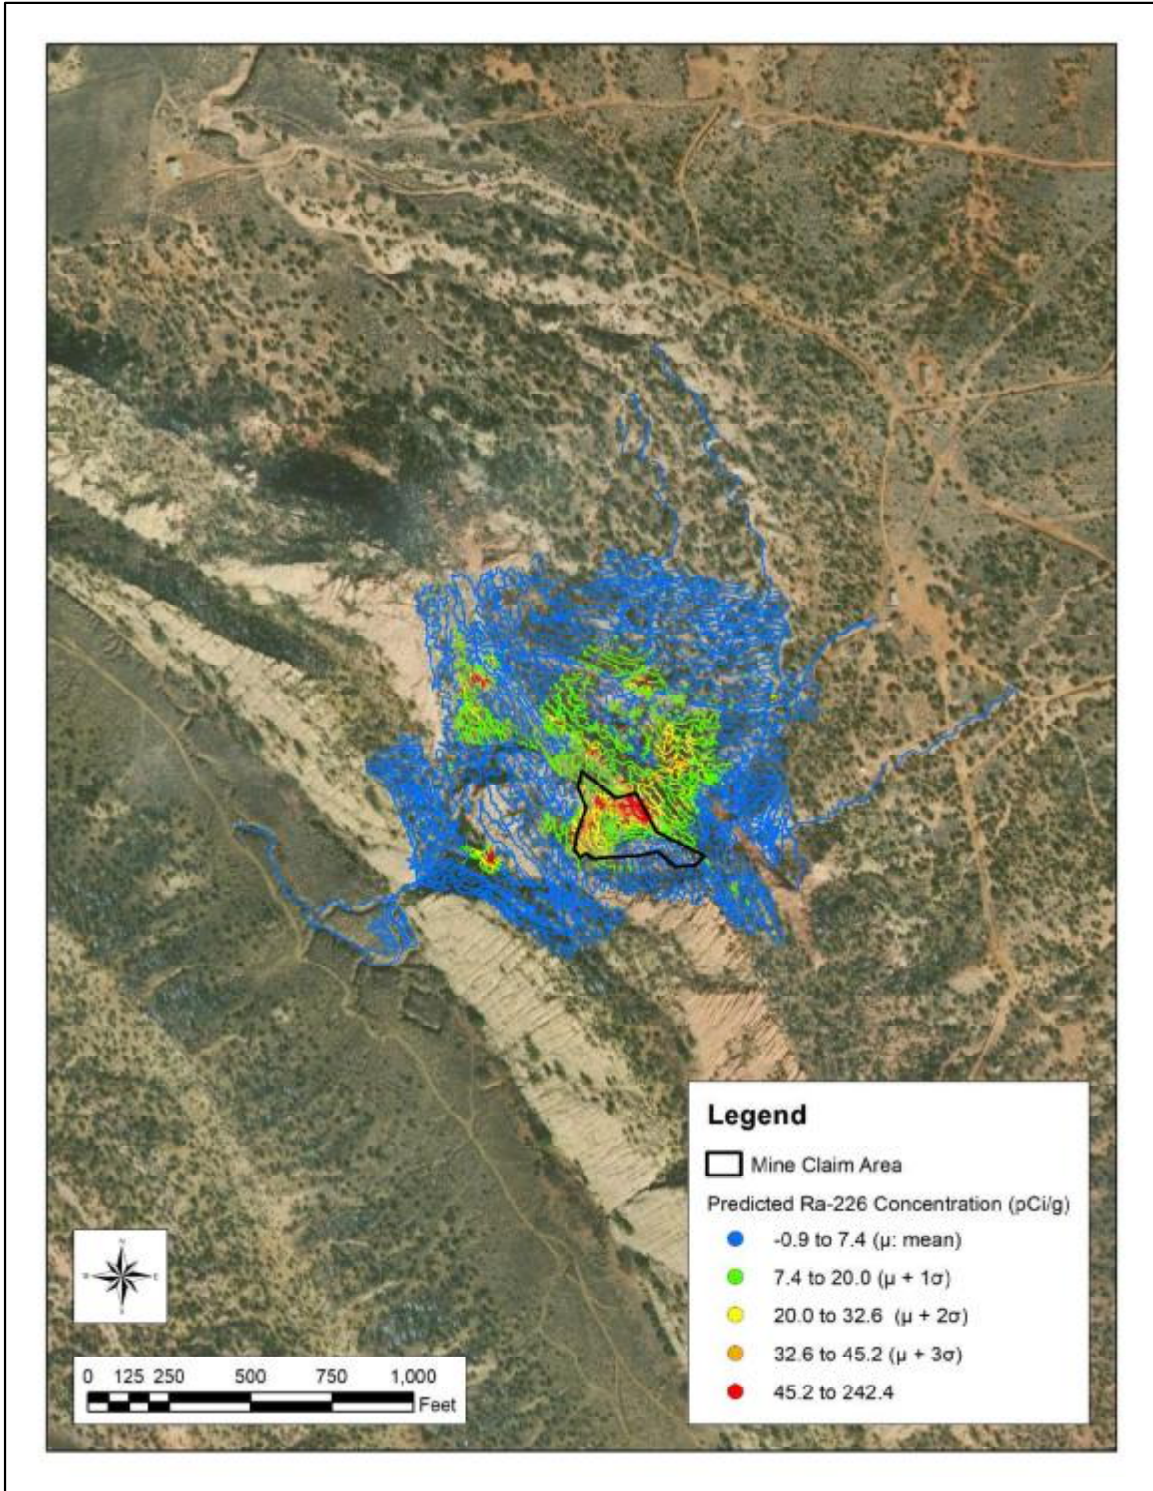 Legend
Mine Claim Area
Predicted Ra-226 Concentration (pCi/g)
-0.9 to 7.4 (μ: mean)
7.4 to 20.0 (μ + 1σ)
20.0 to 32.6 (μ + 2σ)
32.6 to 45.2 (μ + 3σ)
45.2 to 242.4
N
W E
S
0 125 250 500 750 1,000
Feet